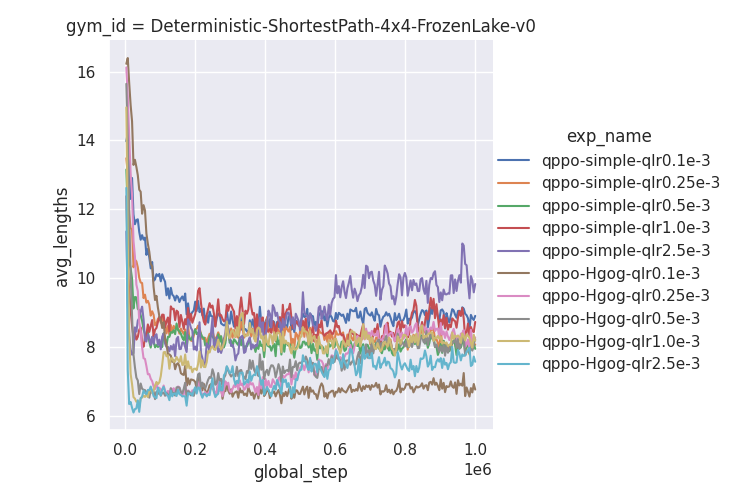 gym_id = Deterministic-ShortestPath-4x4-FrozenLake-v0
avg_lengths
16
14
12
10
8
6
0.0 0.2 0.4 0.6 0.8 1.0
1e6
global_step
exp_name
qppo-simple-qlr0.1e-3
qppo-simple-qlr0.25e-3
qppo-simple-qlr0.5e-3
qppo-simple-qlr1.0e-3
qppo-simple-qlr2.5e-3
qppo-Hgog-qlr0.1e-3
qppo-Hgog-qlr0.25e-3
qppo-Hgog-qlr0.5e-3
qppo-Hgog-qlr1.0e-3
qppo-Hgog-qlr2.5e-3